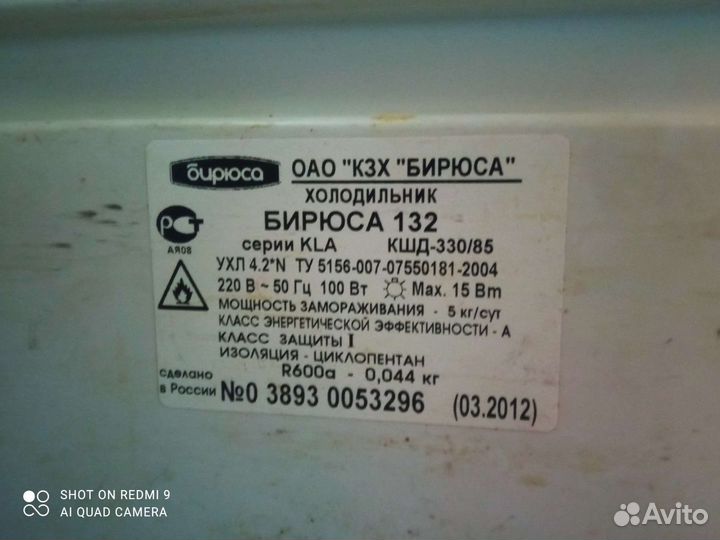 бирюса
ОАО "КЗХ "БИРЮСА"
ХОЛОДИЛЬНИК
БИРЮСА 132
серии KLA КШД-330/85
РСТ
АЯ08
УХЛ 4.2*N ТУ 5156-007-07550181-2004
220 В ~ 50 Гц 100 Вт Max. 15 Вm
МОЩНОСТЬ ЗАМОРАЖИВАНИЯ - 5 кг/сут
КЛАСС ЭНЕРГЕТИЧЕСКОЙ ЭФФЕКТИВНОСТИ - А
КЛАСС ЗАЩИТЫ I
ИЗОЛЯЦИЯ - ЦИКЛОПЕНТАН
R600a - 0,044 кг
сделано
в России №0 3893 0053296 (03.2012)
SHOT ON REDMI 9
AI QUAD CAMERA
Avito